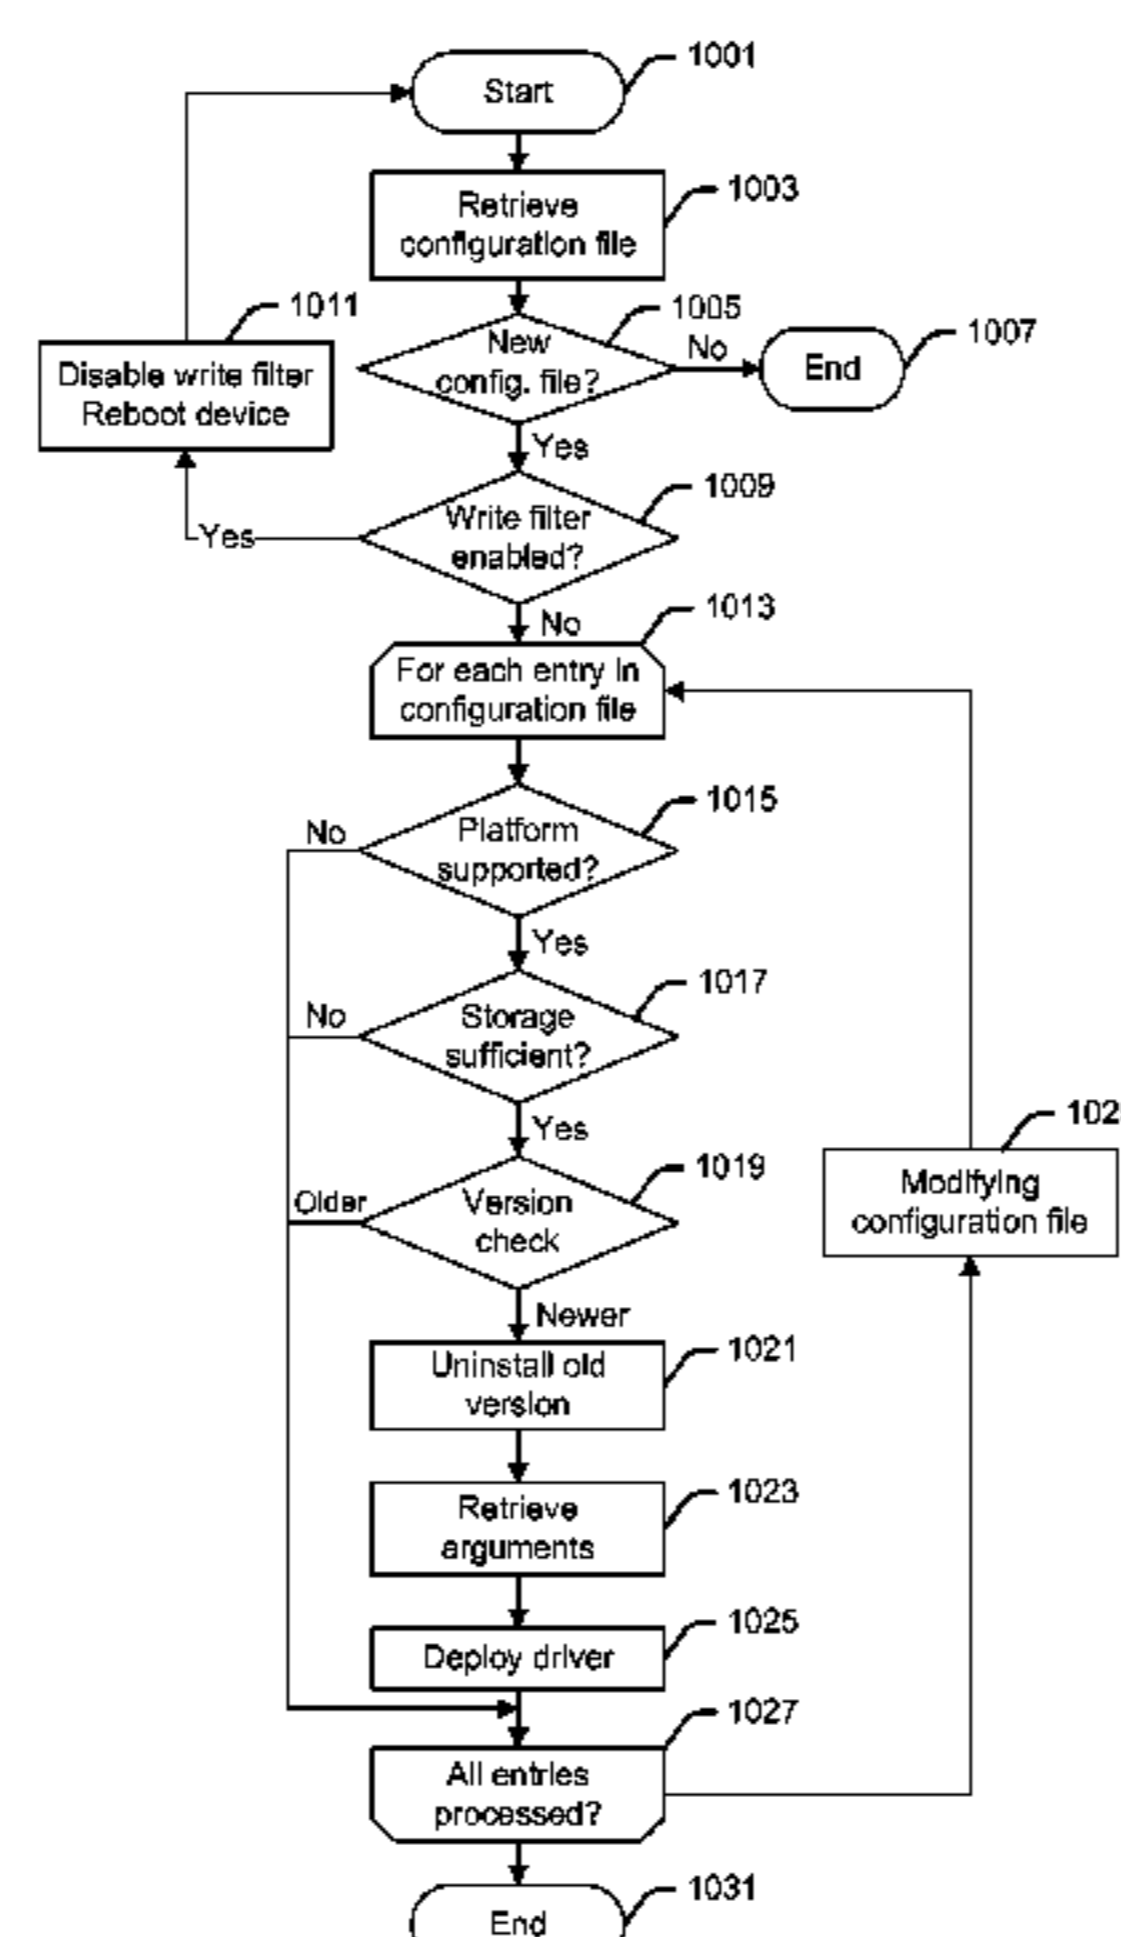 1001
Start
1003
Retrieve
configuration file
1011
Disable write filter
Reboot device
1005
New
config. file?
No
1007
End
Yes
1009
Write filter
enabled?
Yes
No
1013
For each entry in
configuration file
1015
Platform
supported?
No
Yes
1017
Storage
sufficient?
No
Yes
1019
Version
check
Older
102
Modifying
configuration file
Newer
1021
Uninstall old
version
1023
Retrieve
arguments
1025
Deploy driver
1027
All entries
processed?
1031
End